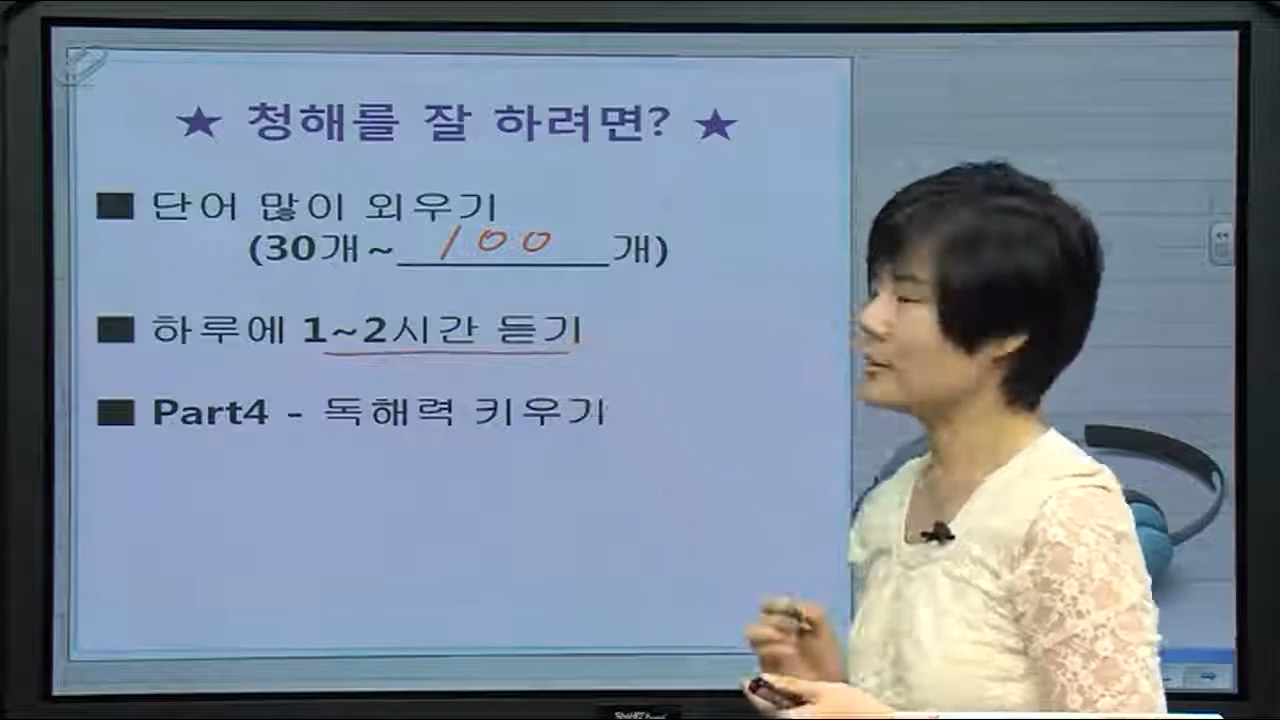 ★ 청해를 잘 하려면? ★
■ 단어 많이 외우기
(30개~ 100 개)
■ 하루에 1~2시간 듣기
■ Part4 - 독해력 키우기